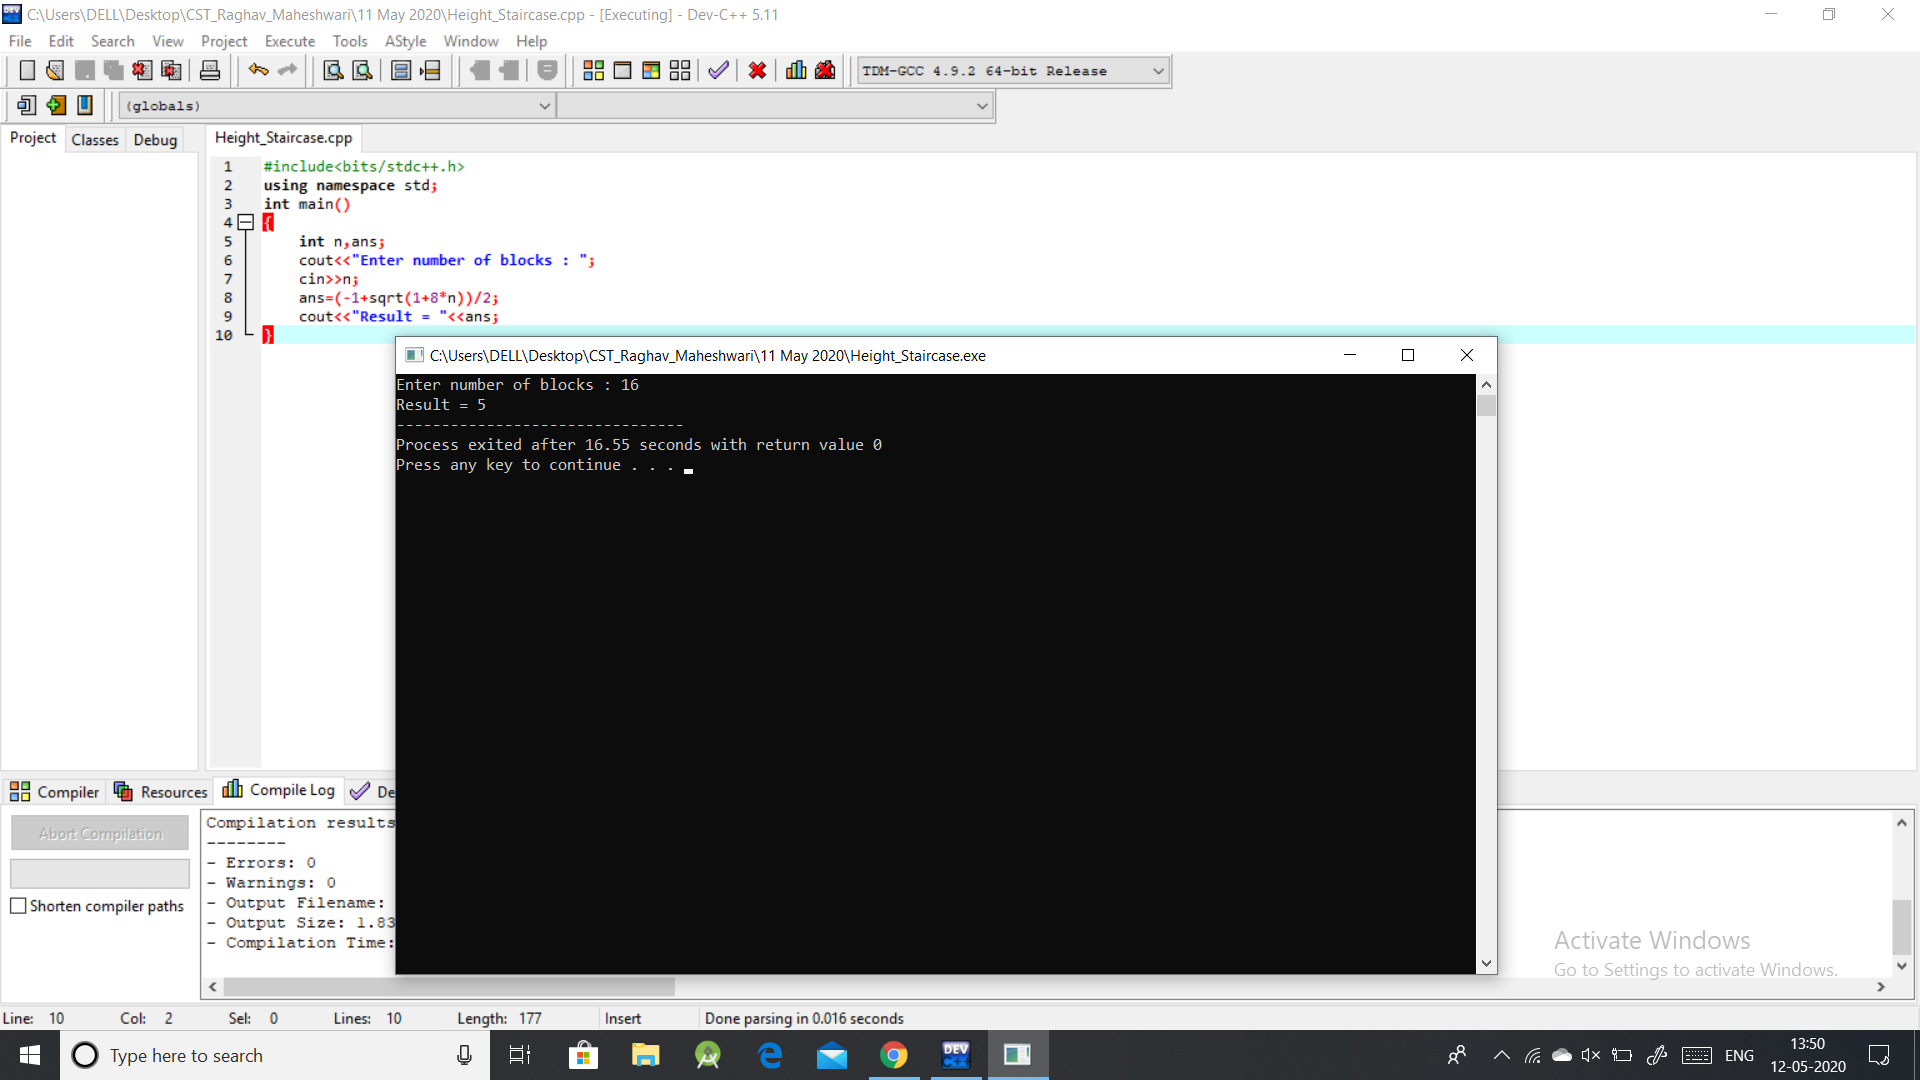 C:\Users\DELL\Desktop\CST_Raghav_Maheshwari\11 May 2020\Height_Staircase.cpp - [Executing] - Dev-C++ 5.11
File Edit Search View Project Execute Tools AStyle Window Help
TDM-GCC 4.9.2 64-bit Release
(globals)
Project Classes Debug Height_Staircase.cpp
1 #include<bits/stdc++.h>
2 using namespace std;
3 int main()
4 {
5 int n,ans;
6 cout<<"Enter number of blocks : ";
7 cin>>n;
8 ans=(-1+sqrt(1+8*n))/2;
9 cout<<"Result = "<<ans;
10 }
C:\Users\DELL\Desktop\CST_Raghav_Maheshwari\11 May 2020\Height_Staircase.exe
Enter number of blocks : 16
Result = 5
--------------------------------
Process exited after 16.55 seconds with return value 0
Press any key to continue . . .
Compiler Resources Compile Log De
Abort Compilation
Shorten compiler paths
Compilation results
--------
- Errors: 0
- Warnings: 0
- Output Filename:
- Output Size: 1.83
- Compilation Time:
Activate Windows
Go to Settings to activate Windows.
Line: 10 Col: 2 Sel: 0 Lines: 10 Length: 177 Insert Done parsing in 0.016 seconds
Type here to search
DEV C++
ENG
13:50
12-05-2020